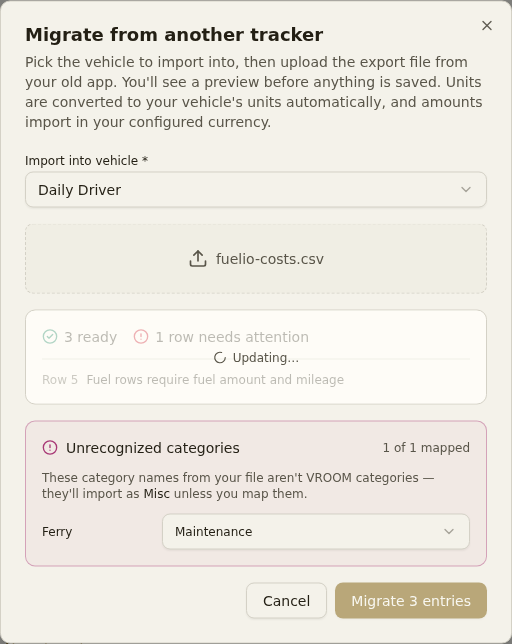 Migrate from another tracker
Pick the vehicle to import into, then upload the export file from
your old app. You'll see a preview before anything is saved. Units
are converted to your vehicle's units automatically, and amounts
import in your configured currency.
Import into vehicle *
Daily Driver
fuelio-costs.csv
3 ready 1 row needs attention
Updating...
Row 5 Fuel rows require fuel amount and mileage
Unrecognized categories 1 of 1 mapped
These category names from your file aren't VROOM categories —
they'll import as Misc unless you map them.
Ferry Maintenance
Cancel Migrate 3 entries